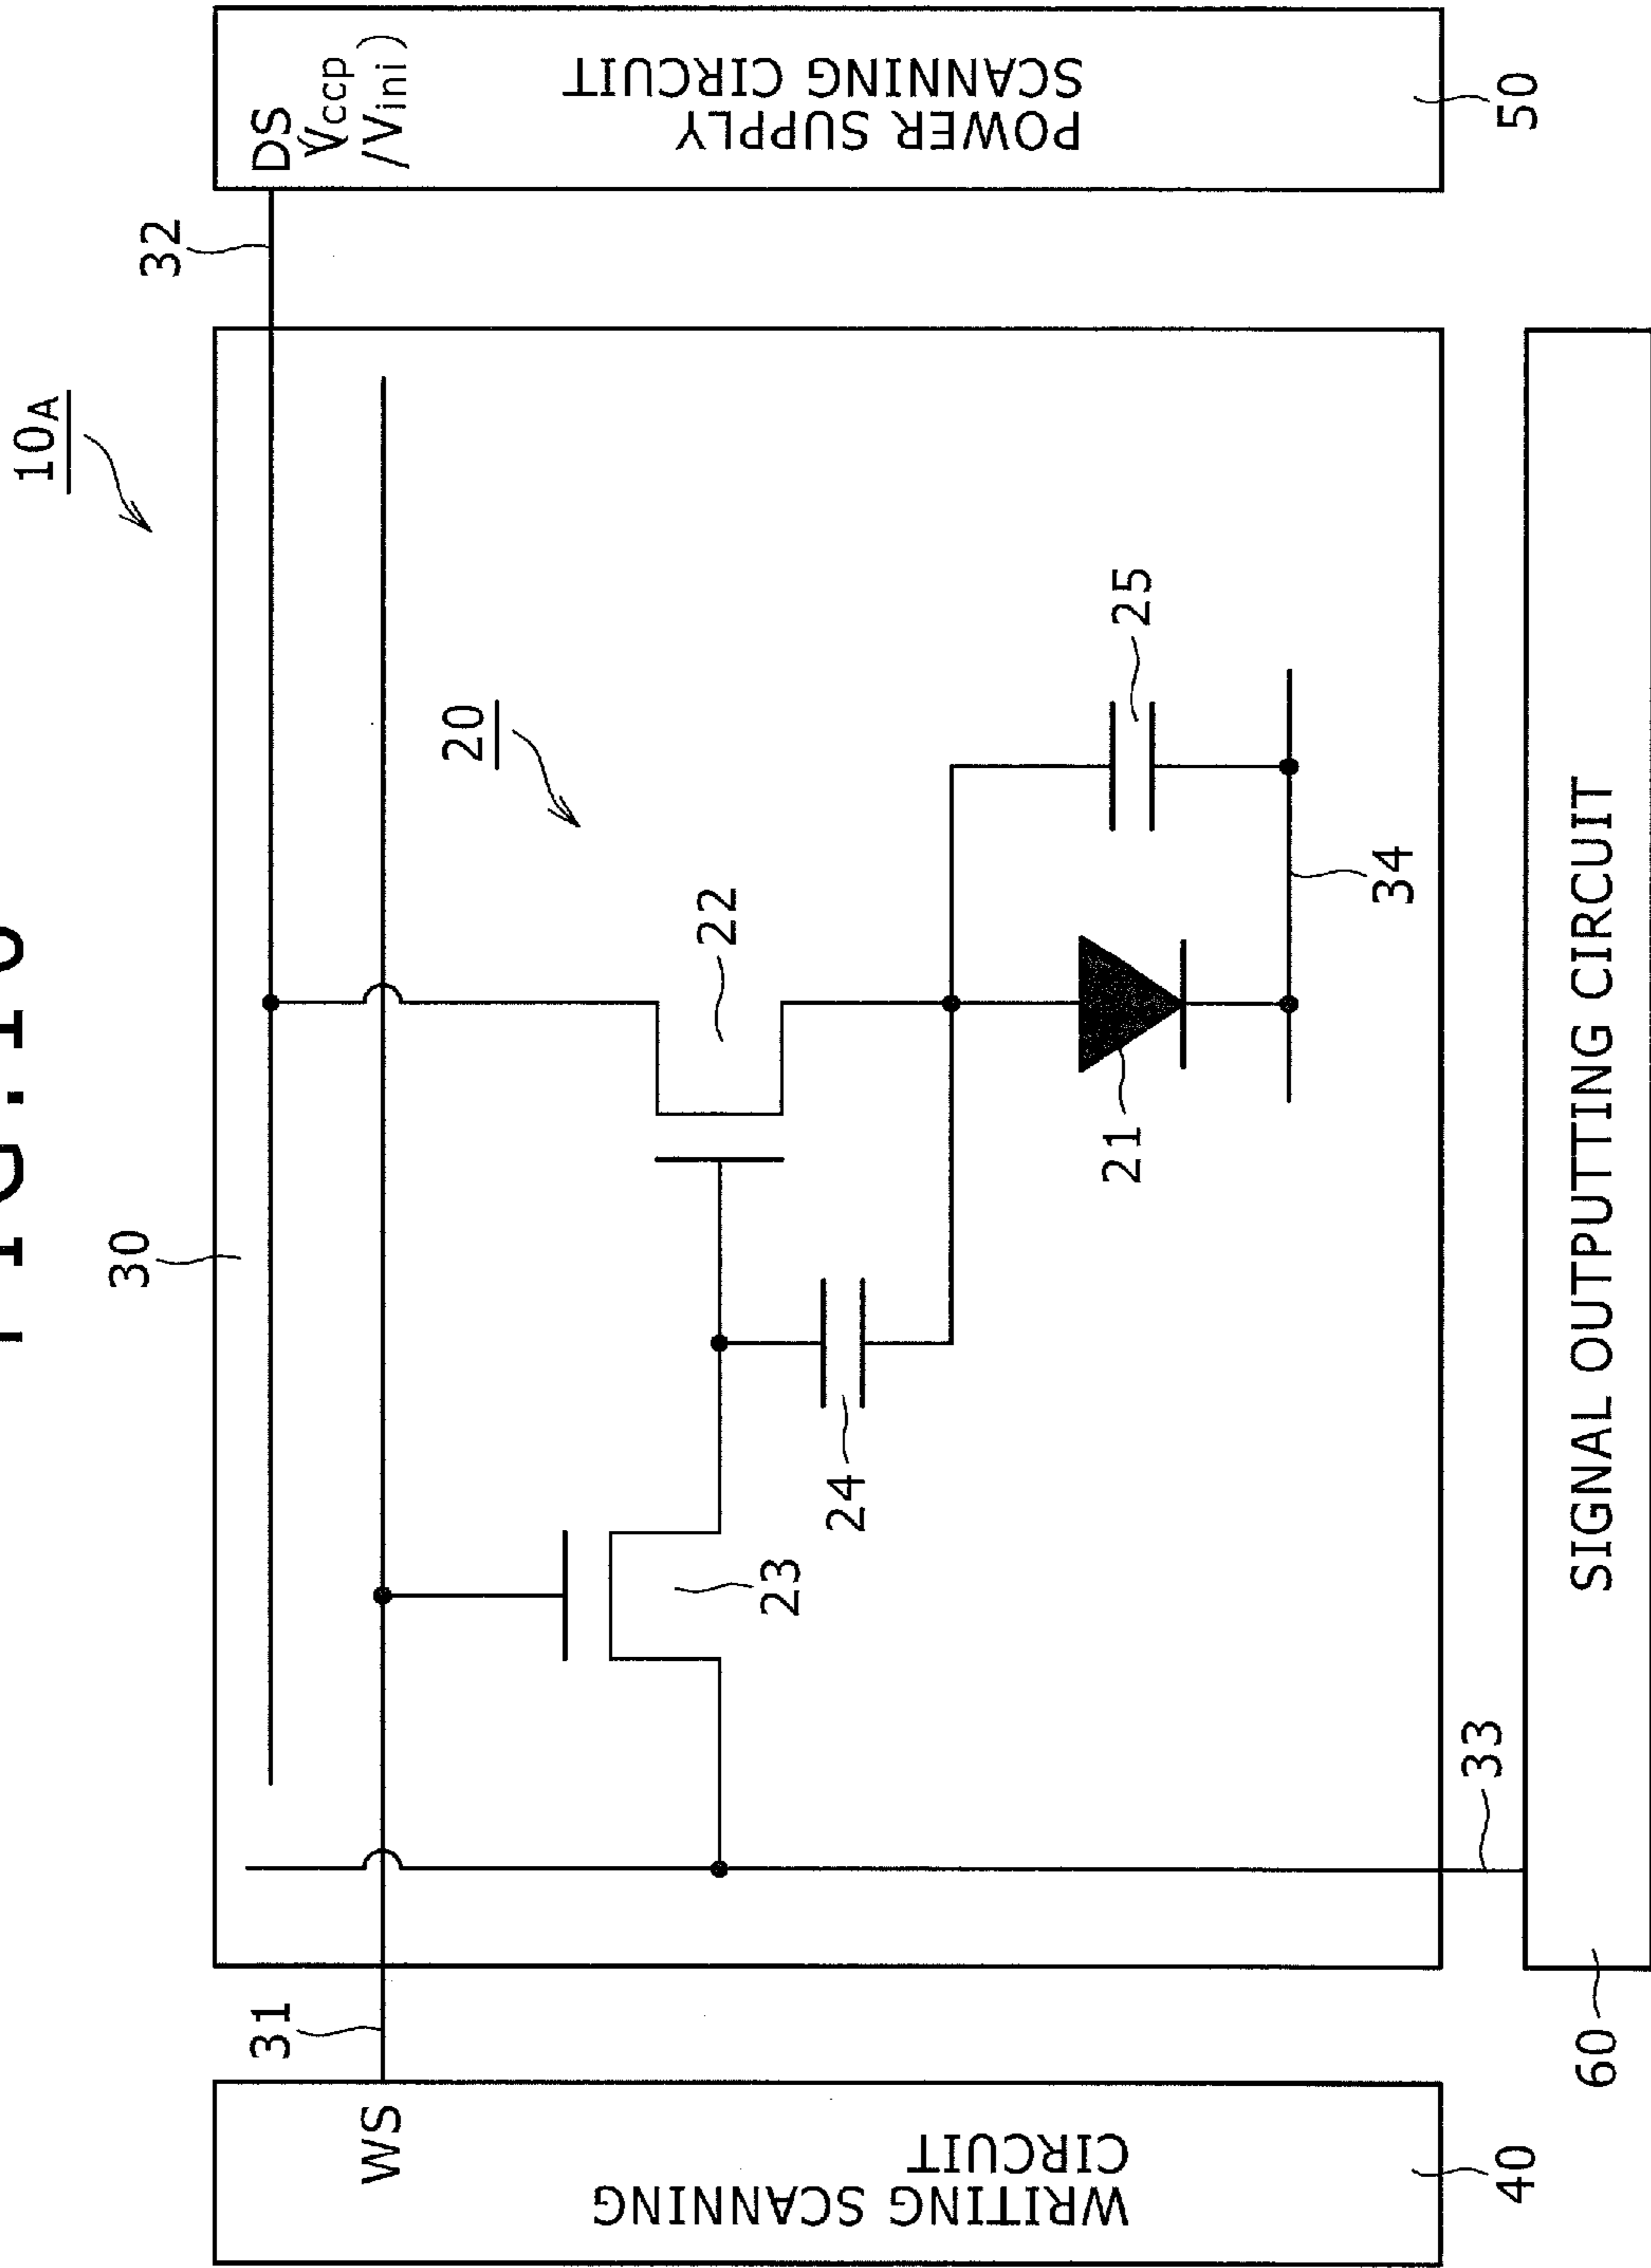 10A
30
32
31
DS
(Vccp
/Vini)
WS
20
22
23
24
25
21
34
WRITING SCANNING
CIRCUIT
POWER SUPPLY
SCANNING CIRCUIT
40
33
50
60
SIGNAL OUTPUTTING CIRCUIT